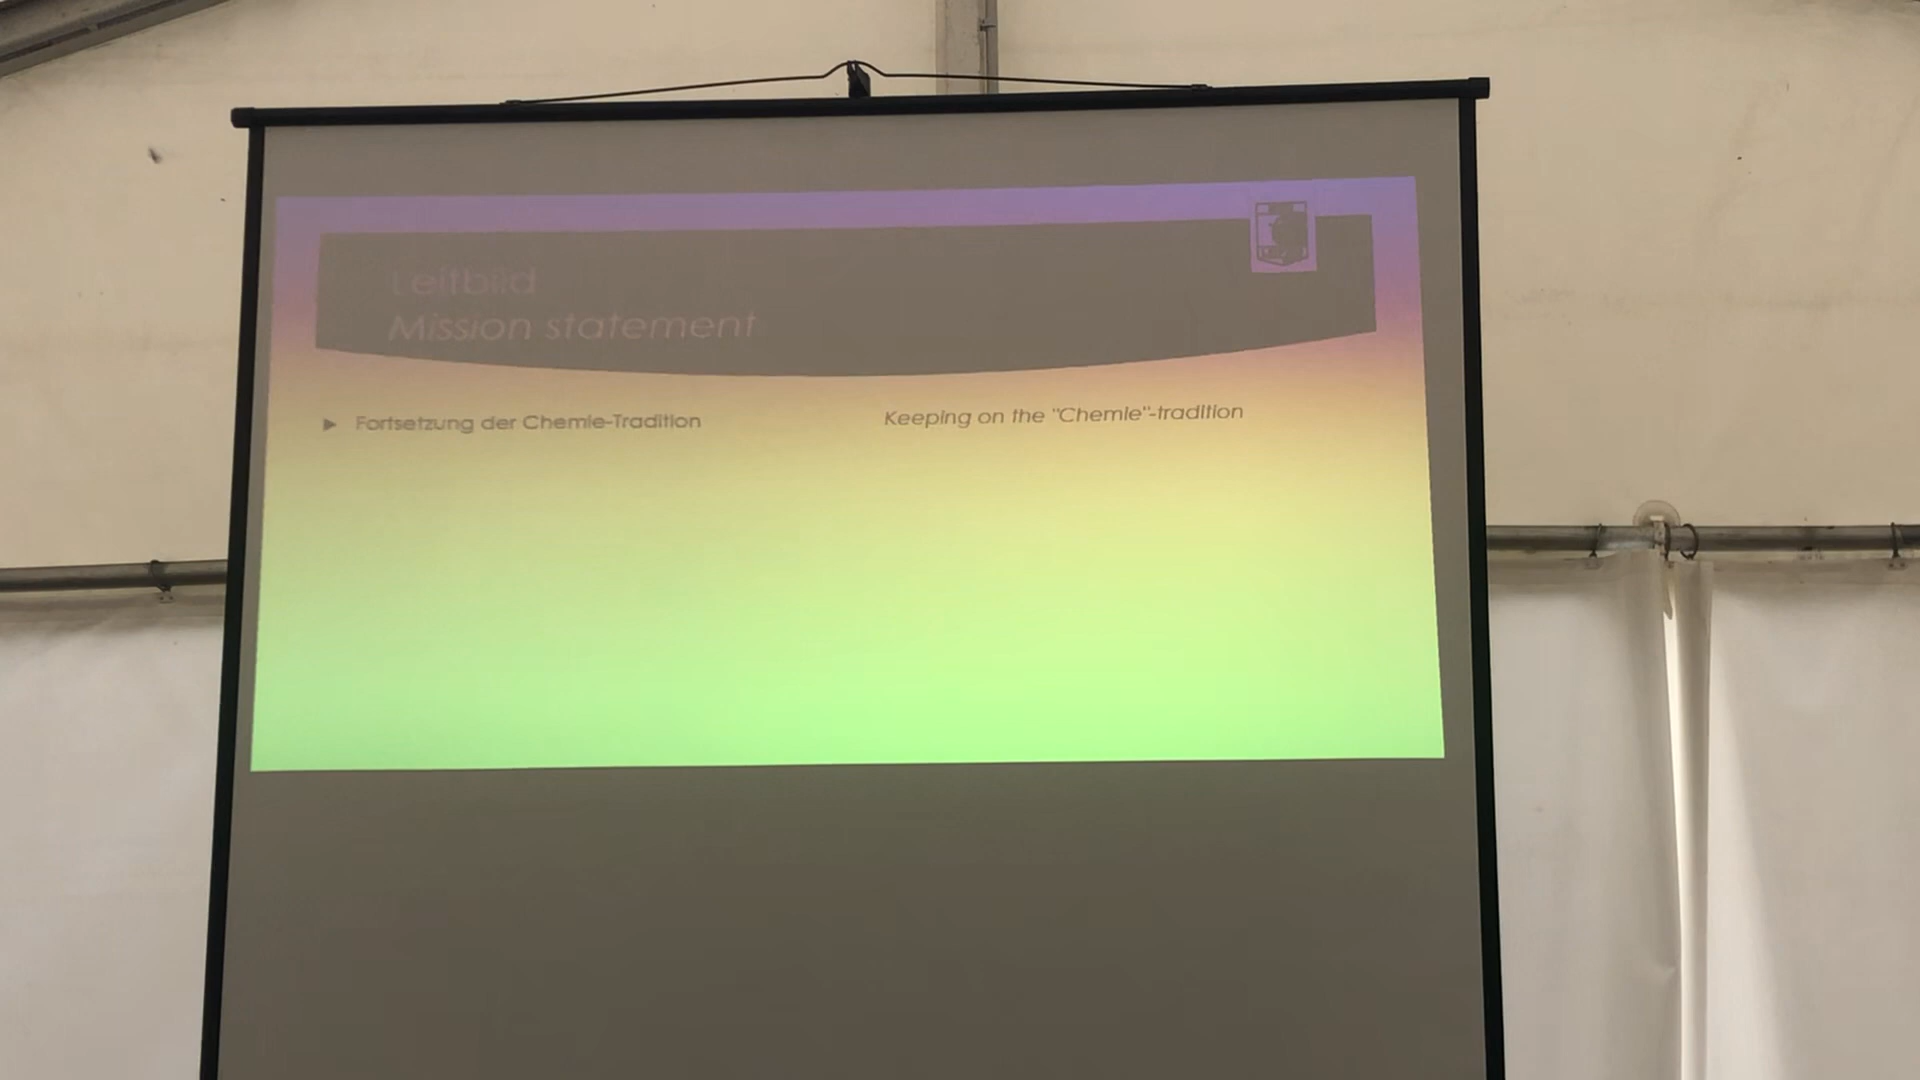 Leitbild
Mission statement
Fortsetzung der Chemie-Tradition
Keeping on the "Chemie"-tradition